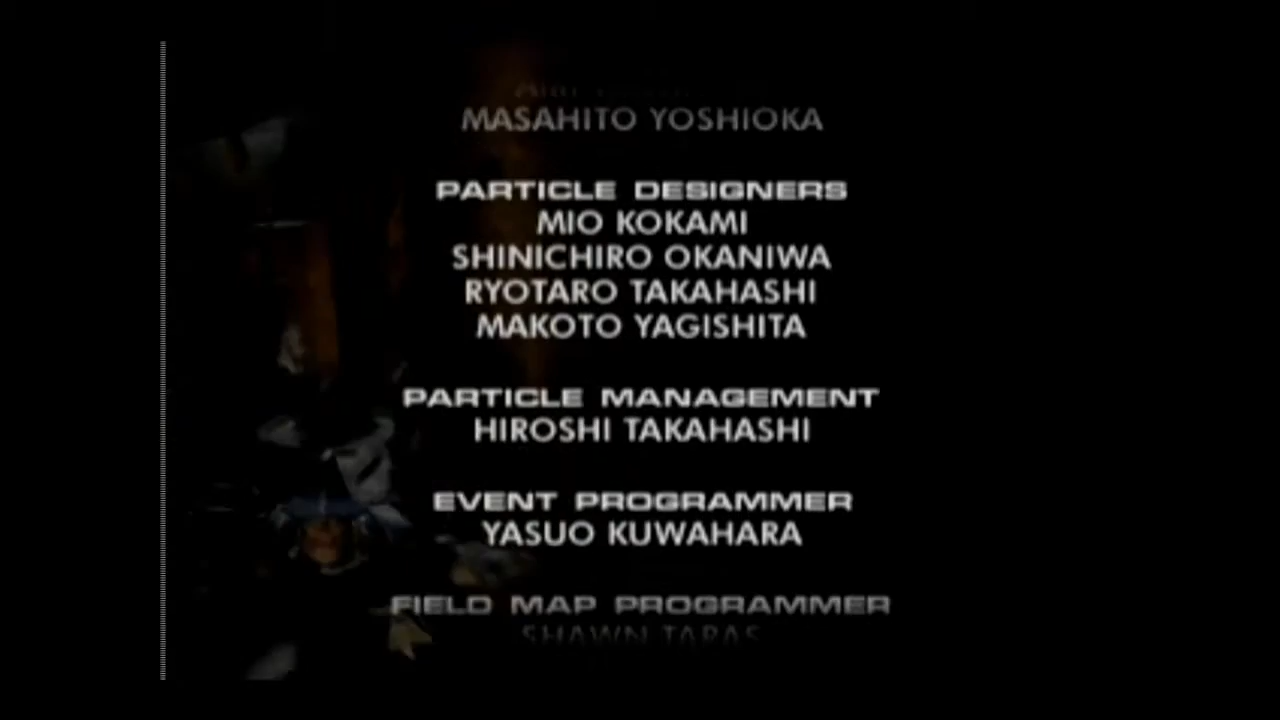 MASAHITO YOSHIOKA
PARTICLE DESIGNERS
MIO KOKAMI
SHINICHIRO OKANIWA
RYOTARO TAKAHASHI
MAKOTO YAGISHITA
PARTICLE MANAGEMENT
HIROSHI TAKAHASHI
EVENT PROGRAMMER
YASUO KUWAHARA
FIELD MAP PROGRAMMER
SHAWN